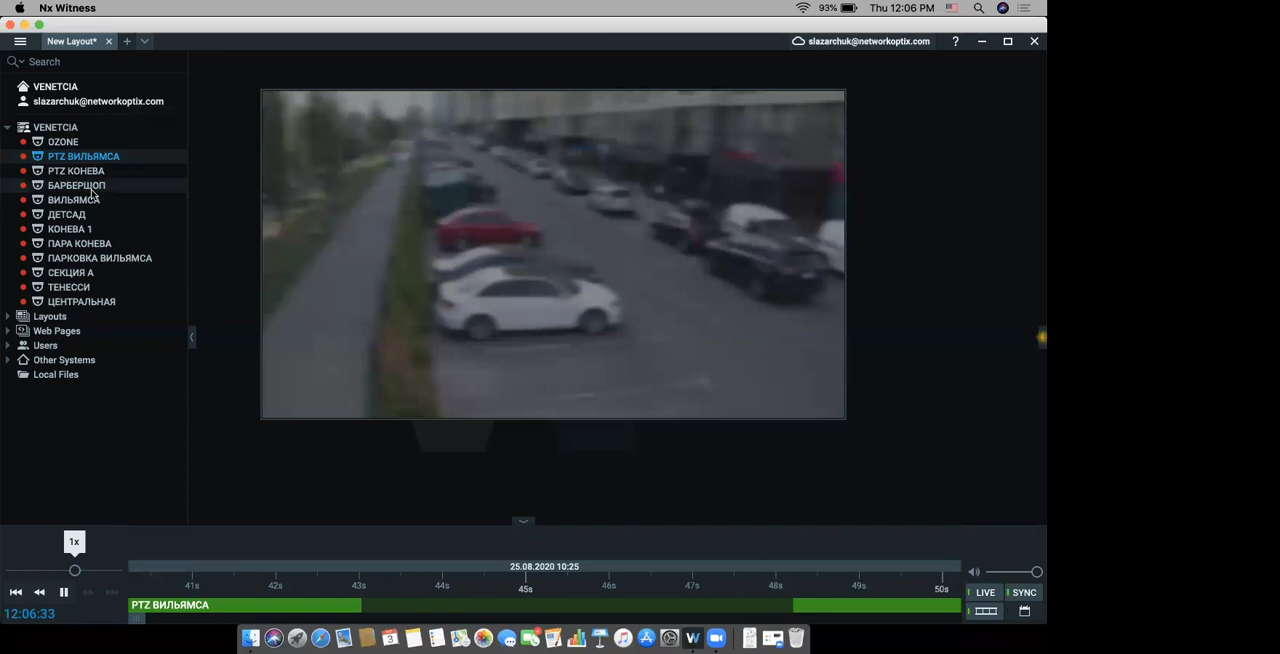 Nx Witness
93%
Thu 12:06 PM
New Layout*
slazarchuk@networkoptix.com
?
Search
VENETCIA
slazarchuk@networkoptix.com
VENETCIA
OZONE
PTZ ВИЛЬЯМСА
PTZ КОНЕВА
БАРБЕРШОП
ВИЛЬЯМСА
ДЕТСАД
КОНЕВА 1
ПАРА КОНЕВА
ПАРКОВКА ВИЛЬЯМСА
СЕКЦИЯ А
ТЕНЕССИ
ЦЕНТРАЛЬНАЯ
Layouts
Web Pages
Users
Other Systems
Local Files
1x
25.08.2020 10:25
41s 42s 43s 44s 45s 46s 47s 48s 49s 50s
LIVE SYNC
PTZ ВИЛЬЯМСА
12:06:33